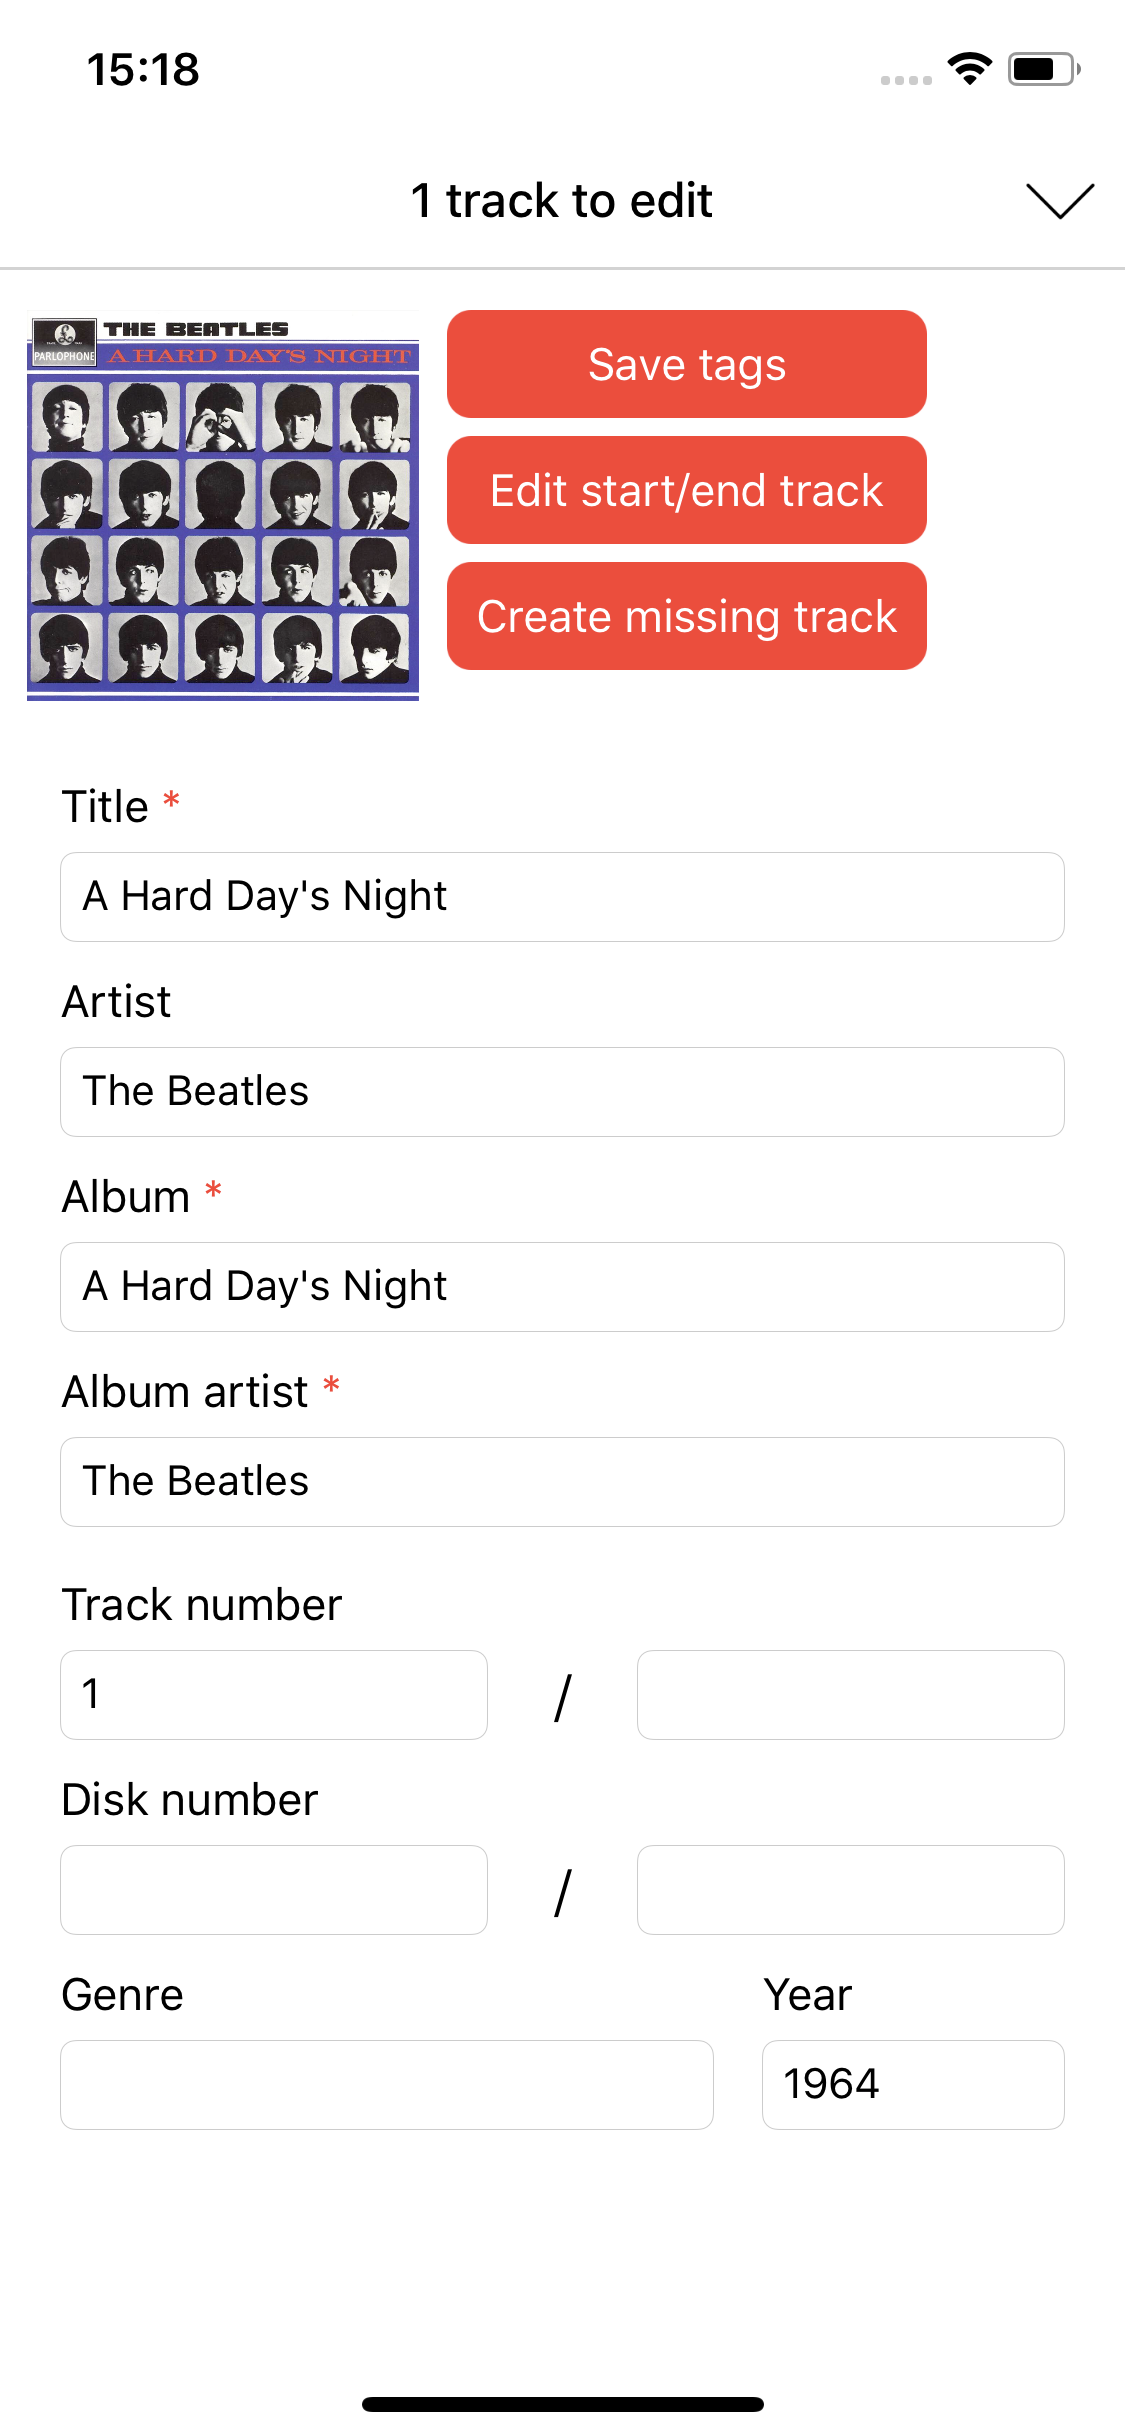 15:18
1 track to edit
THE BEATLES
PARLOPHONE
A HARD DAY'S NIGHT
Save tags
Edit start/end track
Create missing track
Title *
A Hard Day's Night
Artist
The Beatles
Album *
A Hard Day's Night
Album artist *
The Beatles
Track number
1 /
Disk number
/
Genre Year
1964